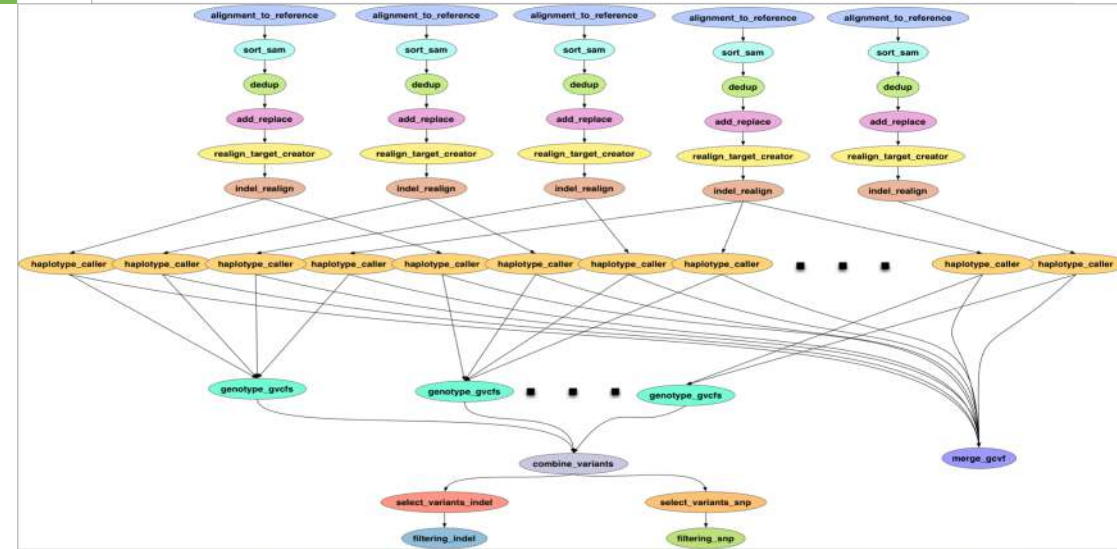 alignment_to_reference alignment_to_reference alignment_to_reference alignment_to_reference alignment_to_reference
sort_sam sort_sam sort_sam sort_sam sort_sam
dedup dedup dedup dedup dedup
add_replace add_replace add_replace add_replace add_replace
realign_target_creator realign_target_creator realign_target_creator realign_target_creator realign_target_creator
indel_realign indel_realign indel_realign indel_realign indel_realign
haplotype_caller haplotype_caller haplotype_caller haplotype_caller haplotype_caller haplotype_caller haplotype_caller haplotype_caller haplotype_caller haplotype_caller
genotype_gvcfs genotype_gvcfs genotype_gvcfs
combine_variants merge_gcvf
select_variants_indel select_variants_snp
filtering_indel filtering_snp